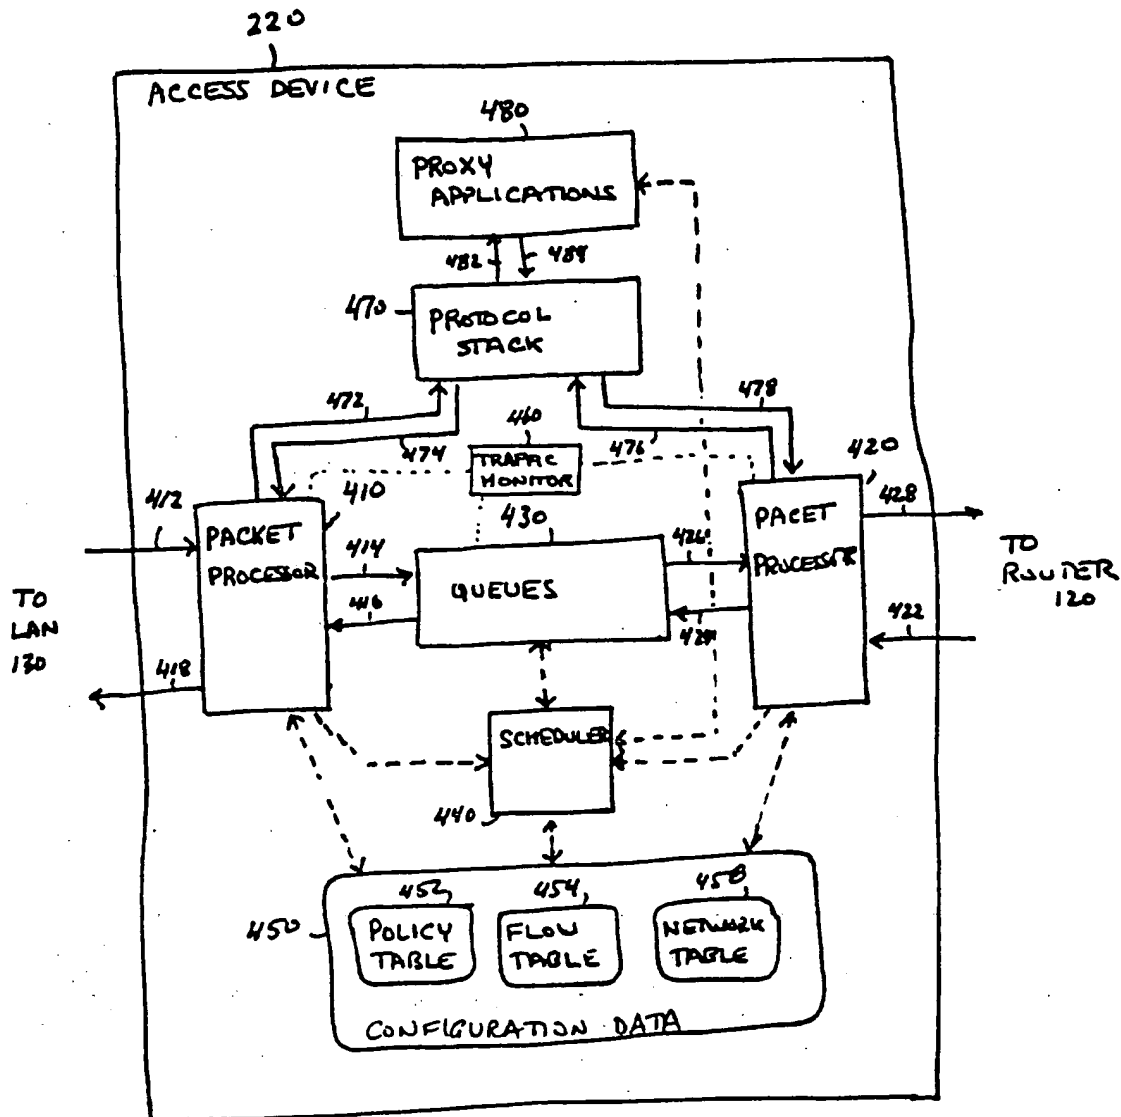 220
ACCESS DEVICE
480
PROXY
APPLICATIONS
482
484
470
PROTOCOL
STACK
472
474
460
TRAFFIC
MONITOR
476
478
412
410
PACKET
PROCESSOR
414
416
430
QUEUES
426
424
420
PACET
PROCESSOR
428
422
TO
ROUTER
120
TO
LAN
130
418
SCHEDULER
440
450
452
POLICY
TABLE
454
FLOW
TABLE
458
NETWORK
TABLE
CONFIGURATION DATA